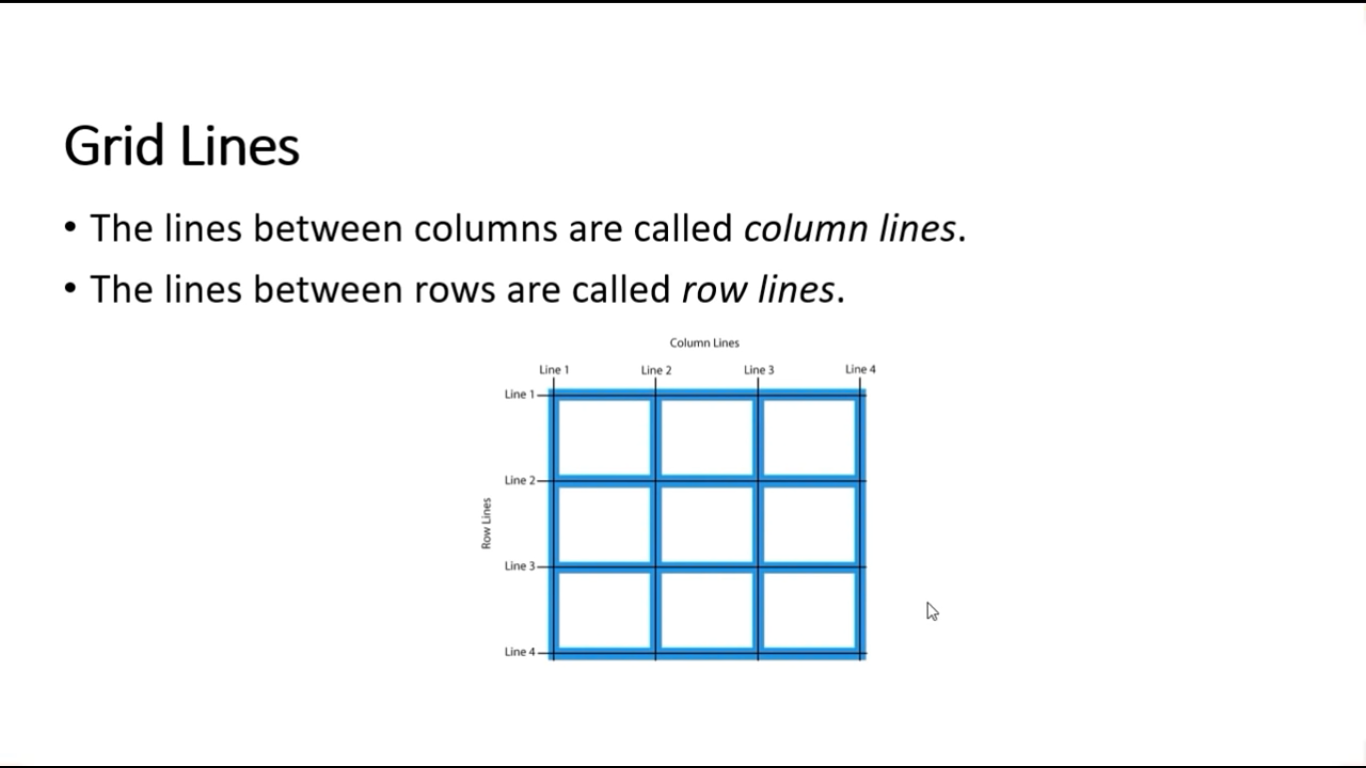 Grid Lines
• The lines between columns are called column lines.
• The lines between rows are called row lines.
Column Lines
Line 1 Line 2 Line 3 Line 4
Line 1
Line 2
Row Lines
Line 3
Line 4